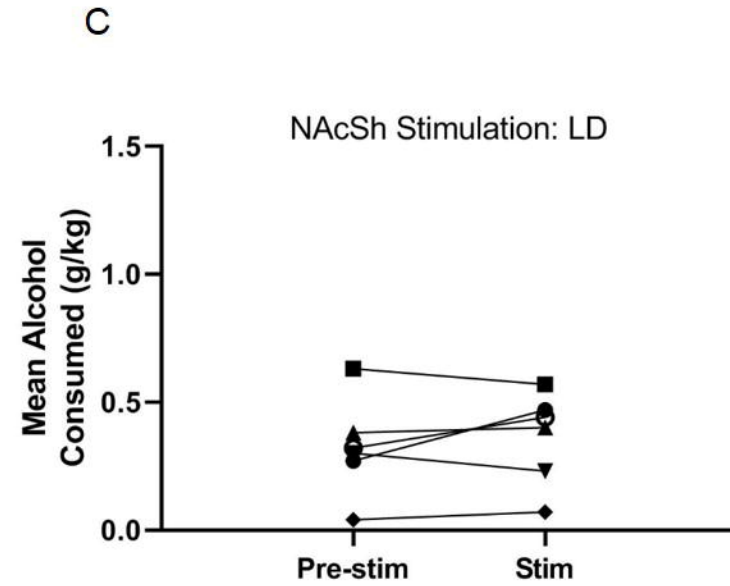 C
NAcSh Stimulation: LD
1.5
1.0
0.5
0.0
Mean Alcohol
Consumed (g/kg)
Pre-stim
Stim